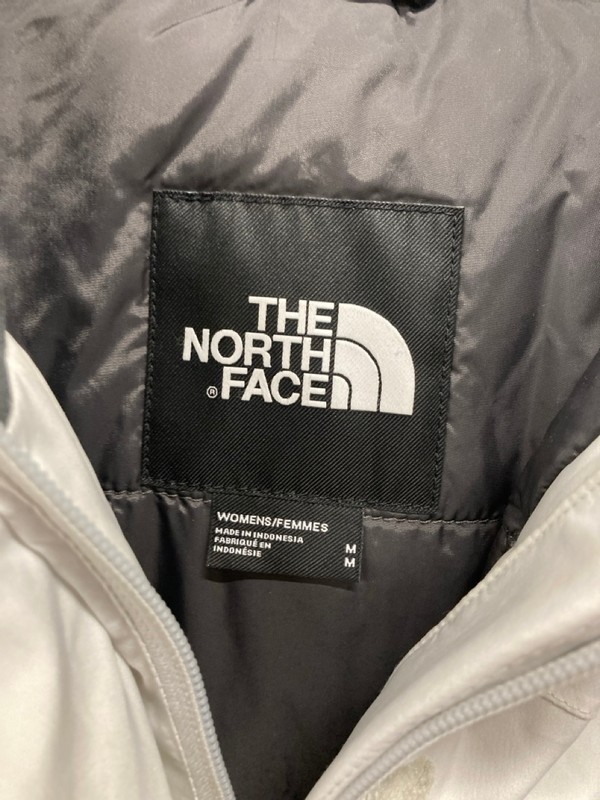 THE
NORTH
® FACE
WOMENS/FEMMES
MADE IN INDONESIA
FABRIQUÉ EN
INDONÉSIE
M
M